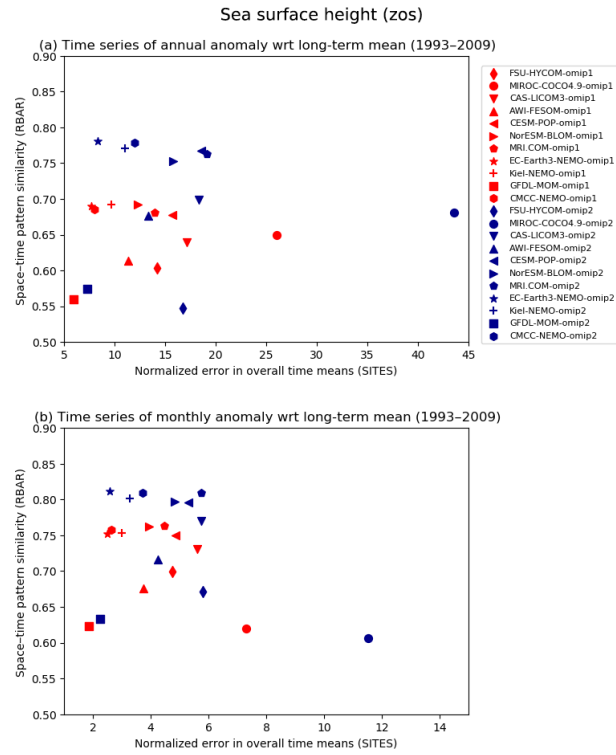 Sea surface height (zos)
(a) Time series of annual anomaly wrt long-term mean (1993–2009)
0.90
0.85
0.80
0.75
0.70
0.65
0.60
0.55
0.50
Space–time pattern similarity (RBAR)
5 10 15 20 25 30 35 40 45
Normalized error in overall time means (SITES)
FSU-HYCOM-omip1
MIROC-COCO4.9-omip1
CAS-LICOM3-omip1
AWI-FESOM-omip1
CESM-POP-omip1
NorESM-BLOM-omip1
MRI.COM-omip1
EC-Earth3-NEMO-omip1
Kiel-NEMO-omip1
GFDL-MOM-omip1
CMCC-NEMO-omip1
FSU-HYCOM-omip2
MIROC-COCO4.9-omip2
CAS-LICOM3-omip2
AWI-FESOM-omip2
CESM-POP-omip2
NorESM-BLOM-omip2
MRI.COM-omip2
EC-Earth3-NEMO-omip2
Kiel-NEMO-omip2
GFDL-MOM-omip2
CMCC-NEMO-omip2
(b) Time series of monthly anomaly wrt long-term mean (1993–2009)
0.90
0.85
0.80
0.75
0.70
0.65
0.60
0.55
0.50
Space–time pattern similarity (RBAR)
2 4 6 8 10 12 14
Normalized error in overall time means (SITES)